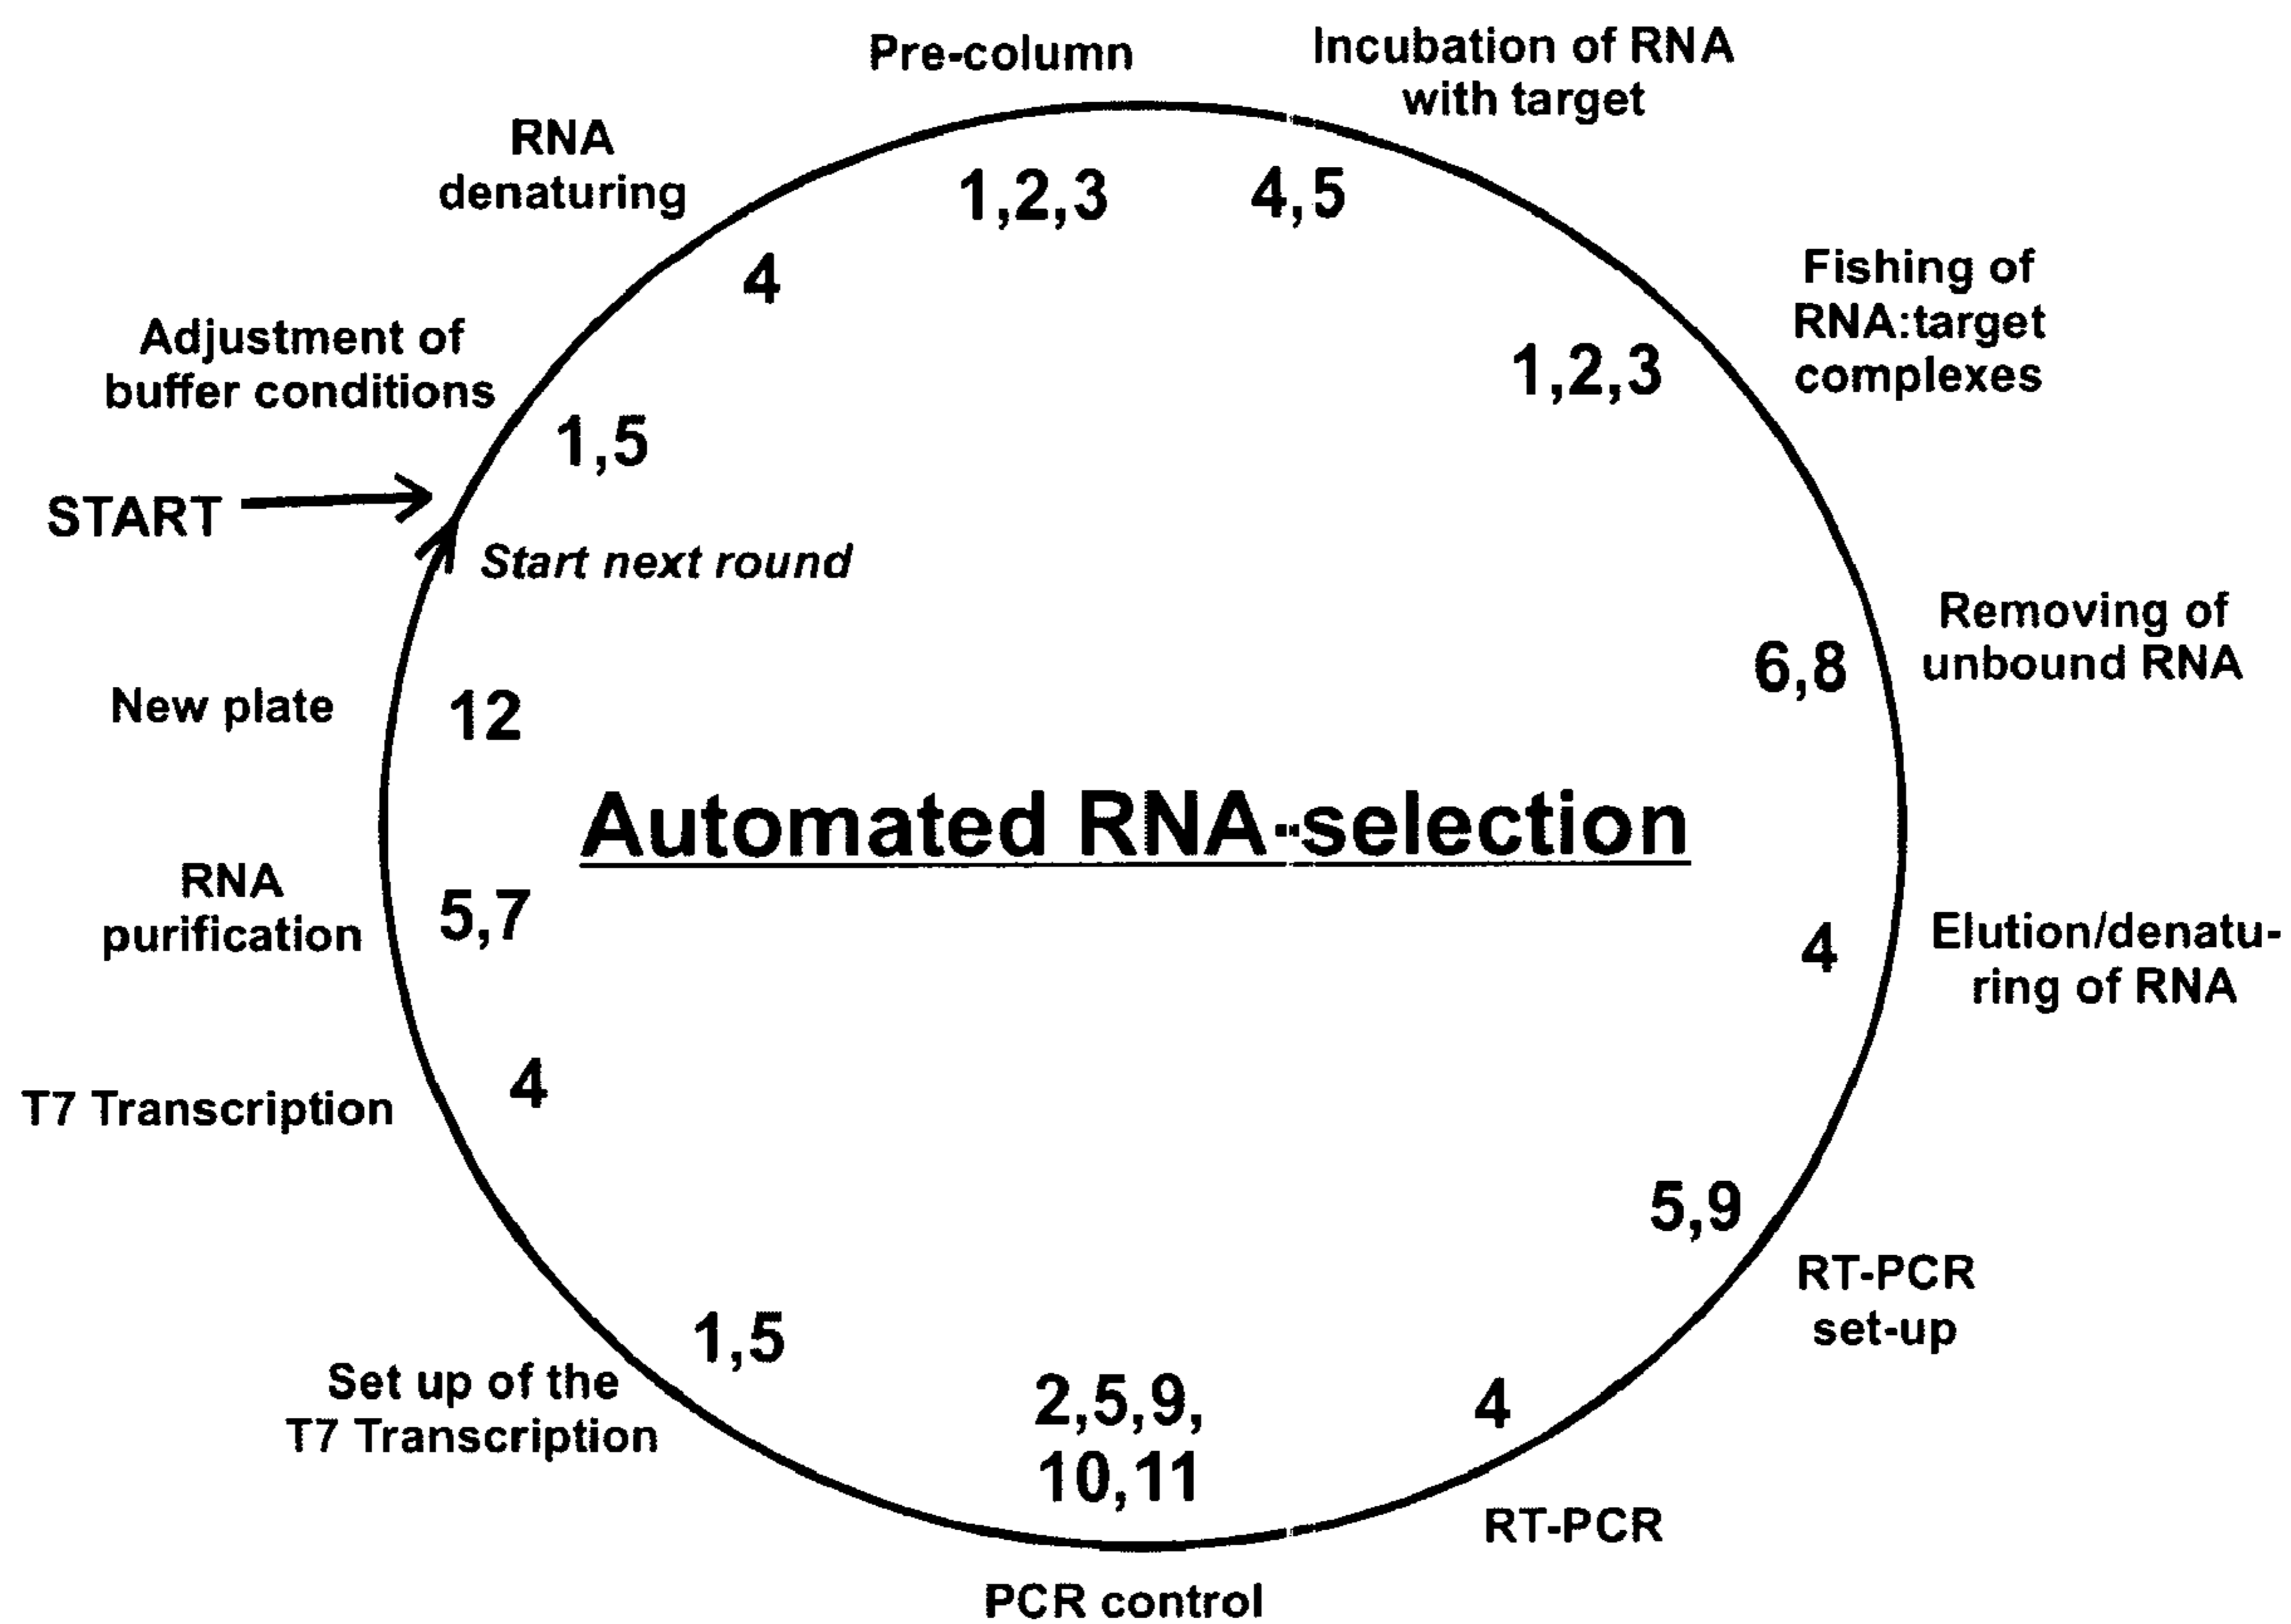 Pre-column
Incubation of RNA
with target
RNA
denaturing
1,2,3
4,5
4
Fishing of
RNA:target
complexes
Adjustment of
buffer conditions
1,2,3
1,5
START
Start next round
Removing of
unbound RNA
6,8
New plate
12
Automated RNA-selection
RNA
purification
5,7
4
Elution/denatu-
ring of RNA
T7 Transcription
4
5,9
RT-PCR
set-up
1,5
Set up of the
T7 Transcription
2,5,9,
10,11
4
RT-PCR
PCR control